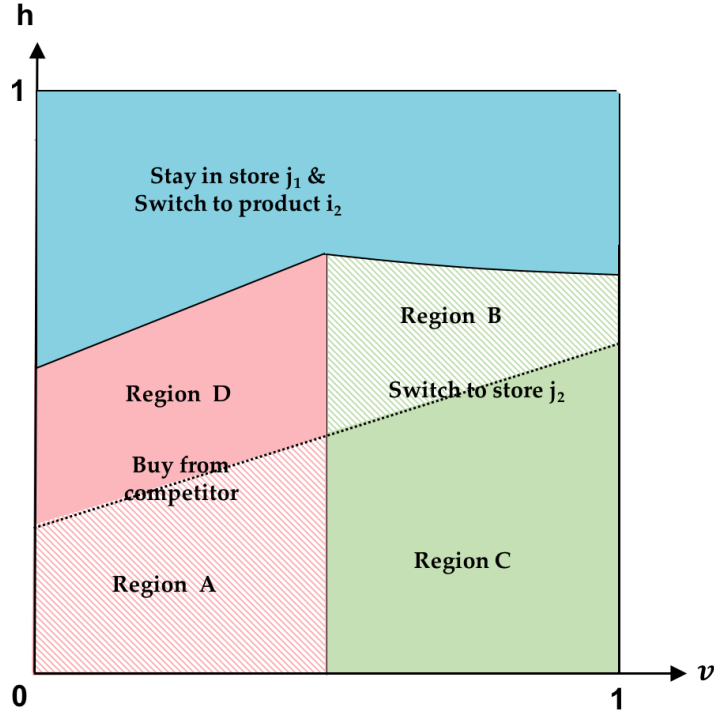 h
1
Stay in store j₁ &
Switch to product i₂
Region B
Region D
Switch to store j₂
Buy from
competitor
Region C
Region A
0
1
v